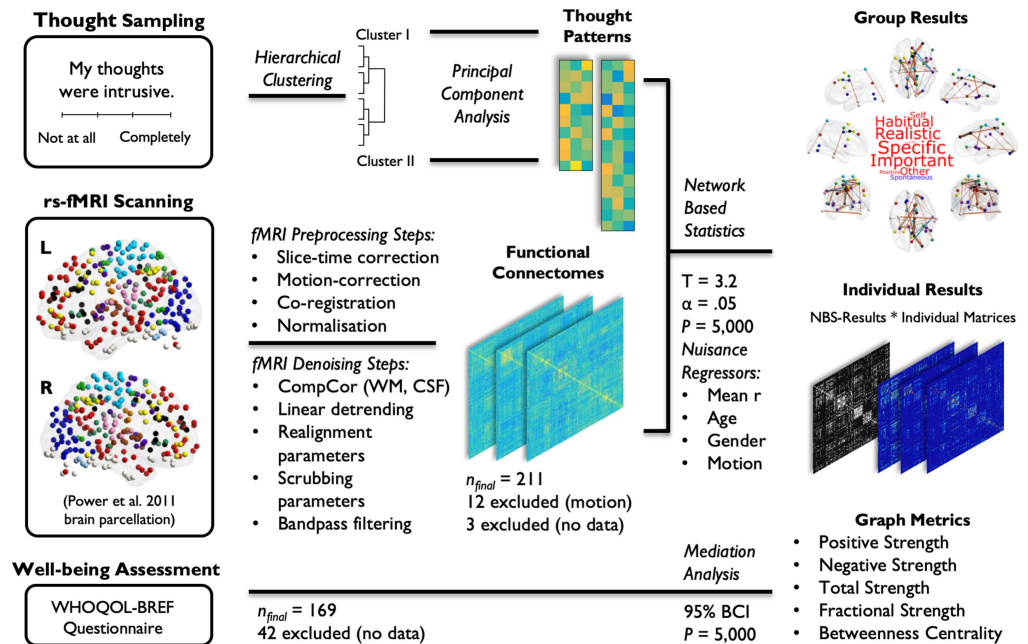 Thought Sampling
My thoughts
were intrusive.
Not at all
Completely
Hierarchical
Clustering
Cluster I
Cluster II
Principal
Component
Analysis
Thought
Patterns
rs-fMRI Scanning
L
R
(Power et al. 2011
brain parcellation)
fMRI Preprocessing Steps:
• Slice-time correction
• Motion-correction
• Co-registration
• Normalisation
fMRI Denoising Steps:
• CompCor (WM, CSF)
• Linear detrending
• Realignment
parameters
• Scrubbing
parameters
• Bandpass filtering
Functional
Connectomes
n_final = 211
12 excluded (motion)
3 excluded (no data)
Network
Based
Statistics
T = 3.2
α = .05
P = 5,000
Nuisance
Regressors:
• Mean r
• Age
• Gender
• Motion
Group Results
Self
Habitual
Realistic
Specific
Important
Positive Other
Spontaneous
Individual Results
NBS-Results * Individual Matrices
Graph Metrics
• Positive Strength
• Negative Strength
• Total Strength
• Fractional Strength
• Betweenness Centrality
Well-being Assessment
WHOQOL-BREF
Questionnaire
n_final = 169
42 excluded (no data)
Mediation
Analysis
95% BCI
P = 5,000